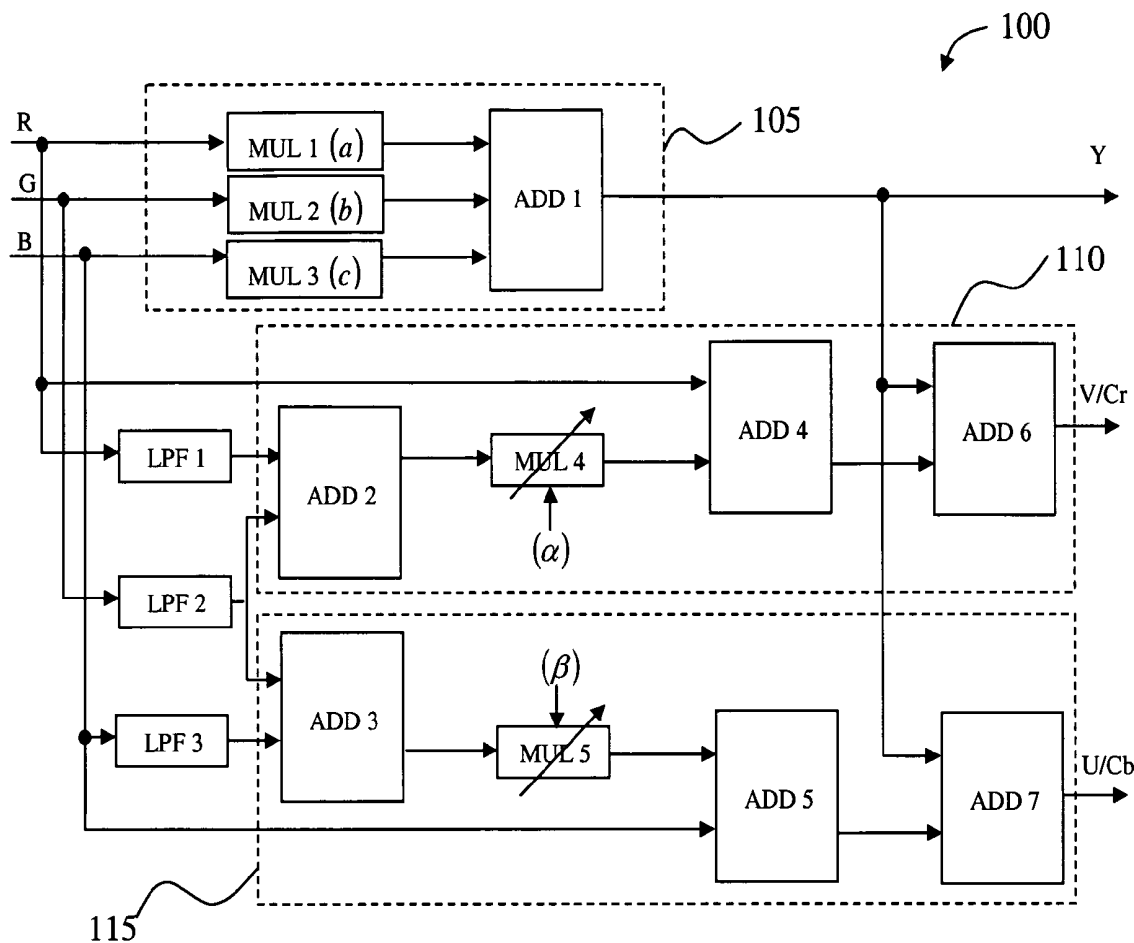 100
R
MUL 1 (a)
105
Y
G
MUL 2 (b)
ADD 1
B
MUL 3 (c)
110
V/Cr
ADD 4
ADD 6
LPF 1
MUL 4
ADD 2
(α)
LPF 2
(β)
ADD 3
LPF 3
MUL 5
U/Cb
ADD 5
ADD 7
115